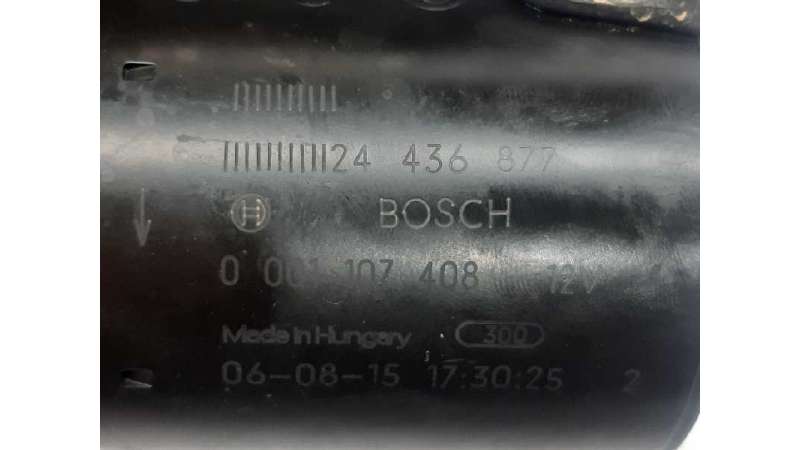 24 436 877
BOSCH
0 001 107 408 12V
Made in Hungary 300
06-08-15 17:30:25 2